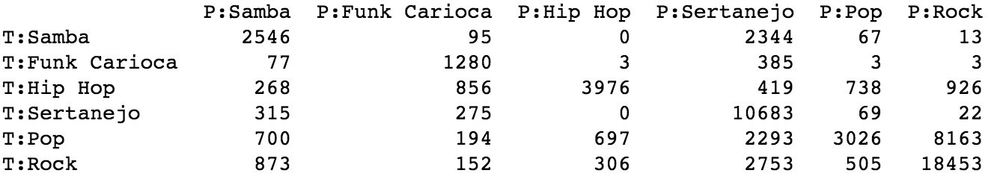 P:Samba P:Funk Carioca P:Hip Hop P:Sertanejo P:Pop P:Rock
T:Samba 2546 95 0 2344 67 13
T:Funk Carioca 77 1280 3 385 3 3
T:Hip Hop 268 856 3976 419 738 926
T:Sertanejo 315 275 0 10683 69 22
T:Pop 700 194 697 2293 3026 8163
T:Rock 873 152 306 2753 505 18453